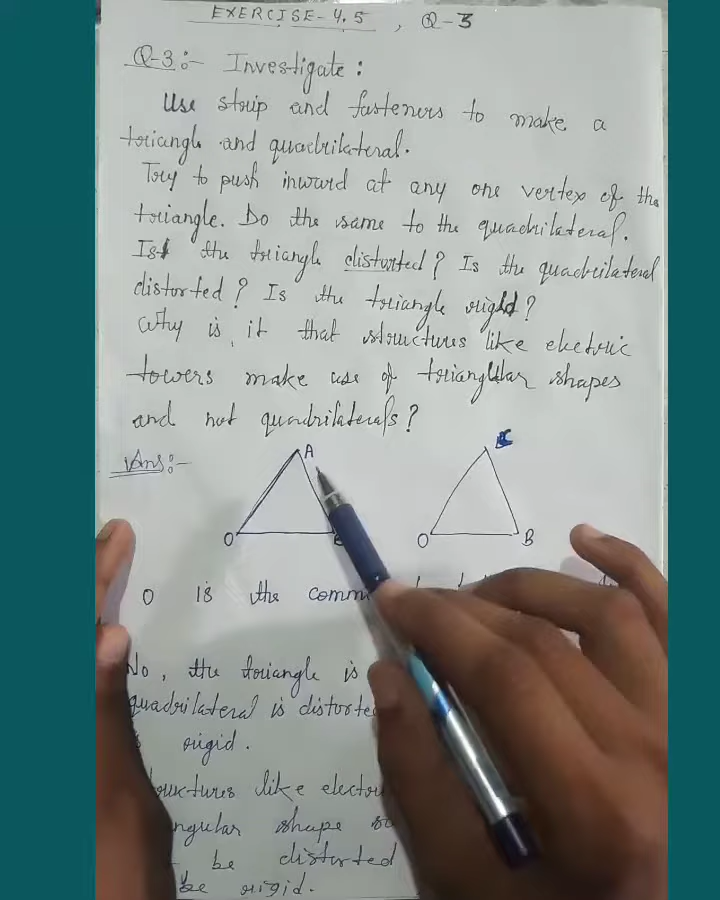 EXERCISE-4.5 , Q-3
Q-3:- Investigate:
Use strip and fasteners to make a
triangle and quadrilateral.
Try to push inward at any one vertex of the
triangle. Do the same to the quadrilateral.
Is the triangle distorted? Is the quadrilateral
distorted? Is the triangle rigid?
Why is, it that structures like electric
towers make use of triangular shapes
and not quadrilaterals?
Ans:-
A C
O O B
O is the
No, the triangle is
quadrilateral is
rigid.
like
shape
be distorted
be rigid.